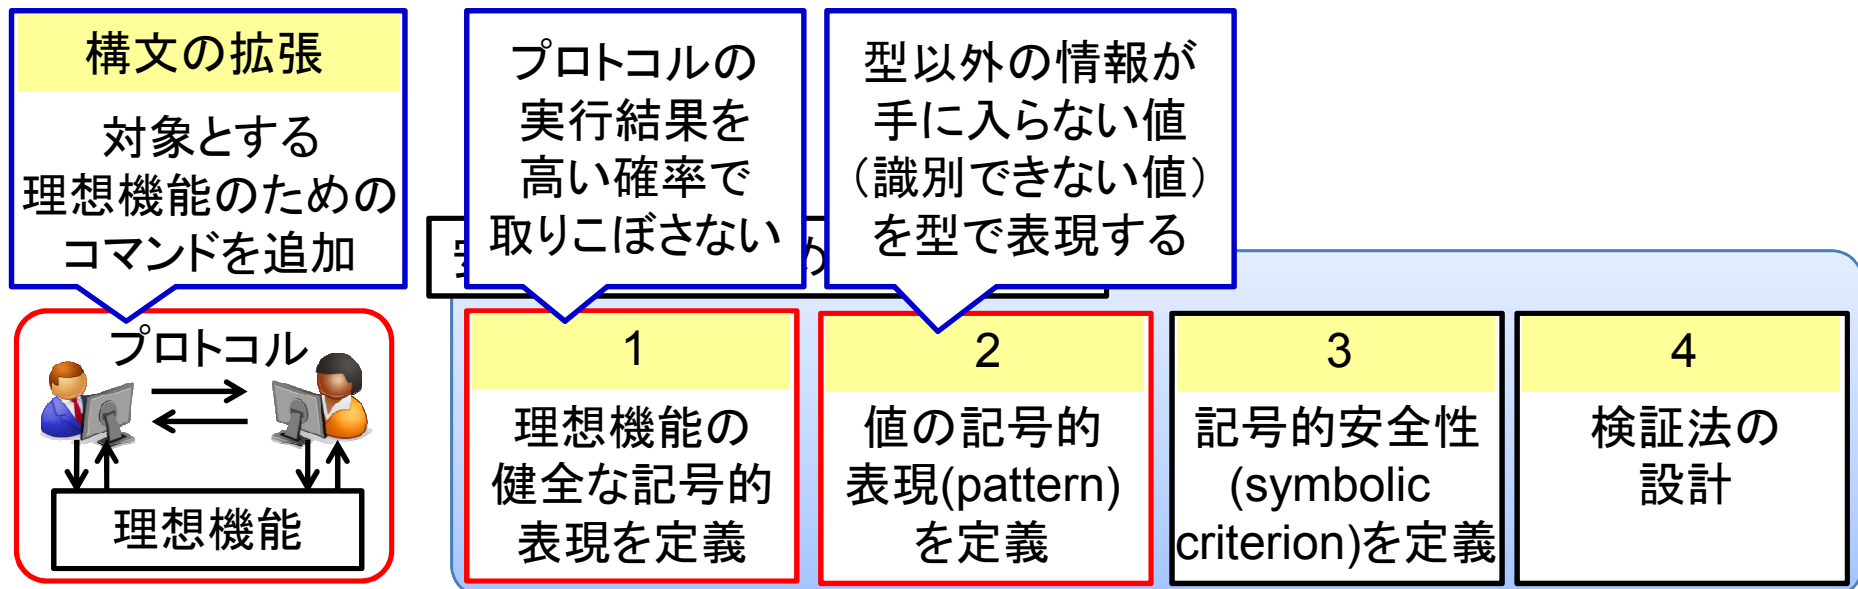 構文の拡張
対象とする
理想機能のための
コマンドを追加
プロトコルの
実行結果を
高い確率で
取りこぼさない
型以外の情報が
手に入らない値
（識別できない値）
を型で表現する
プロトコル
理想機能
1
理想機能の
健全な記号的
表現を定義
2
値の記号的
表現(pattern)
を定義
3
記号的安全性
(symbolic
criterion)を定義
4
検証法の
設計